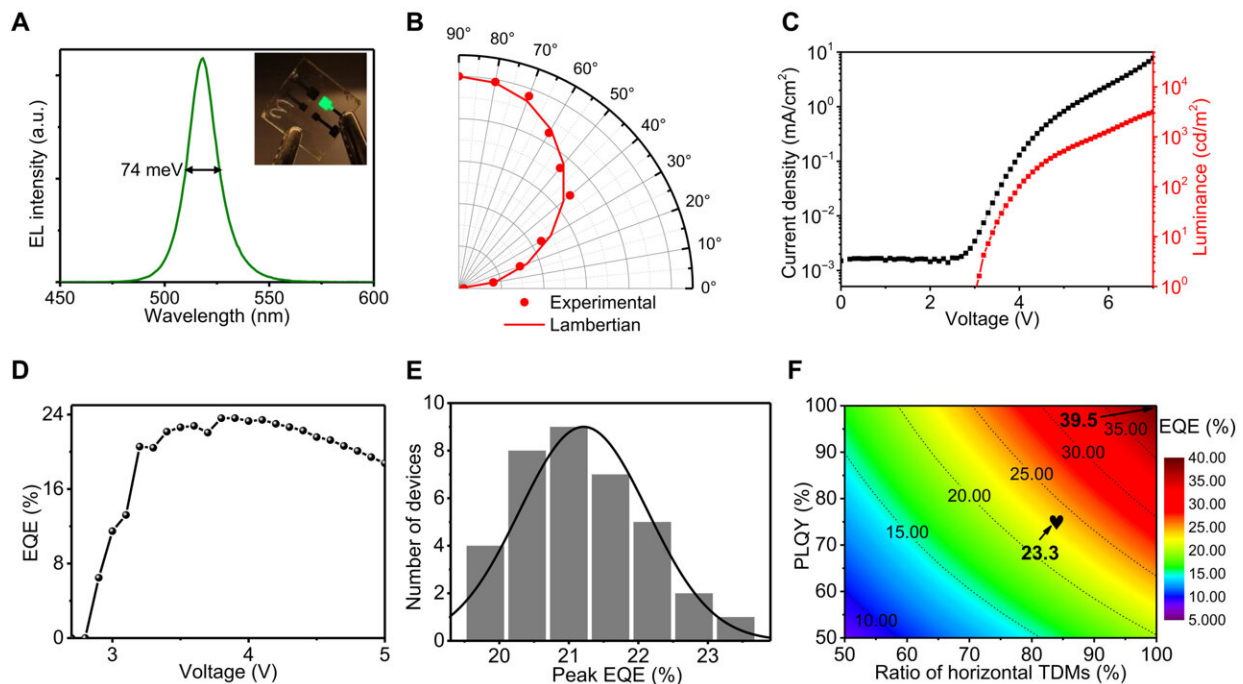 A
EL intensity (a.u.)
74 meV
450 500 550 600
Wavelength (nm)
B
90°
80°
70°
60°
50°
40°
30°
20°
10°
0°
Experimental
Lambertian
C
Current density (mA/cm²)
10¹
10⁰
10⁻¹
10⁻²
10⁻³
0 2 4 6
Voltage (V)
10⁴
10³
10²
10¹
10⁰
Luminance (cd/m²)
D
EQE (%)
24
16
8
0
3 4 5
Voltage (V)
E
Number of devices
10
8
6
4
2
0
20 21 22 23
Peak EQE (%)
F
PLQY (%)
100
90
80
70
60
50
50 60 70 80 90 100
Ratio of horizontal TDMs (%)
39.5
35.00
30.00
25.00
20.00
15.00
10.00
23.3
EQE (%)
40.00
35.00
30.00
25.00
20.00
15.00
10.00
5.000